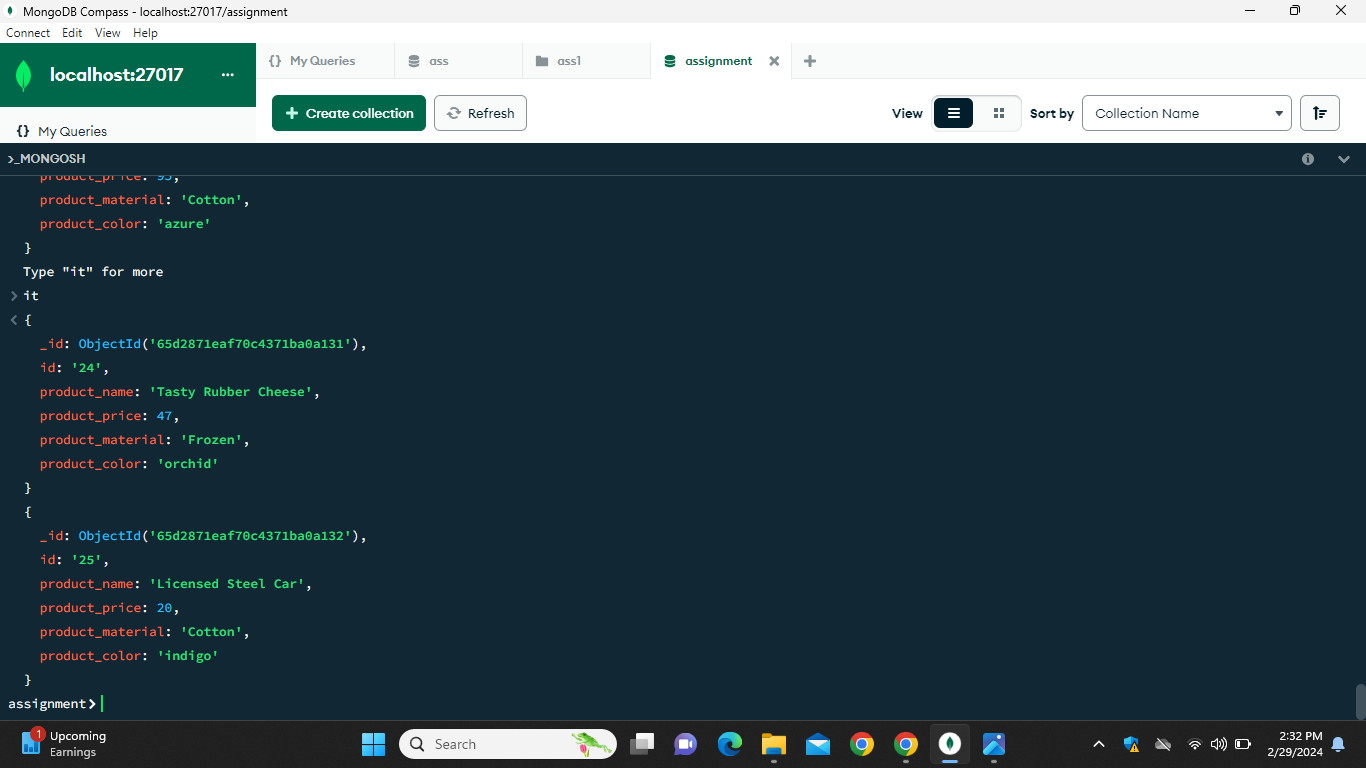 MongoDB Compass - localhost:27017/assignment
Connect Edit View Help
localhost:27017 ...
{} My Queries
ass
ass1
assignment
+ Create collection
Refresh
View
Sort by
Collection Name
{} My Queries
>_MONGOSH
product_price: 95,
product_material: 'Cotton',
product_color: 'azure'
}
Type "it" for more
> it
< {
_id: ObjectId('65d2871eaf70c4371ba0a131'),
id: '24',
product_name: 'Tasty Rubber Cheese',
product_price: 47,
product_material: 'Frozen',
product_color: 'orchid'
}
{
_id: ObjectId('65d2871eaf70c4371ba0a132'),
id: '25',
product_name: 'Licensed Steel Car',
product_price: 20,
product_material: 'Cotton',
product_color: 'indigo'
}
assignment>
1
Upcoming
Earnings
Search
2:32 PM
2/29/2024